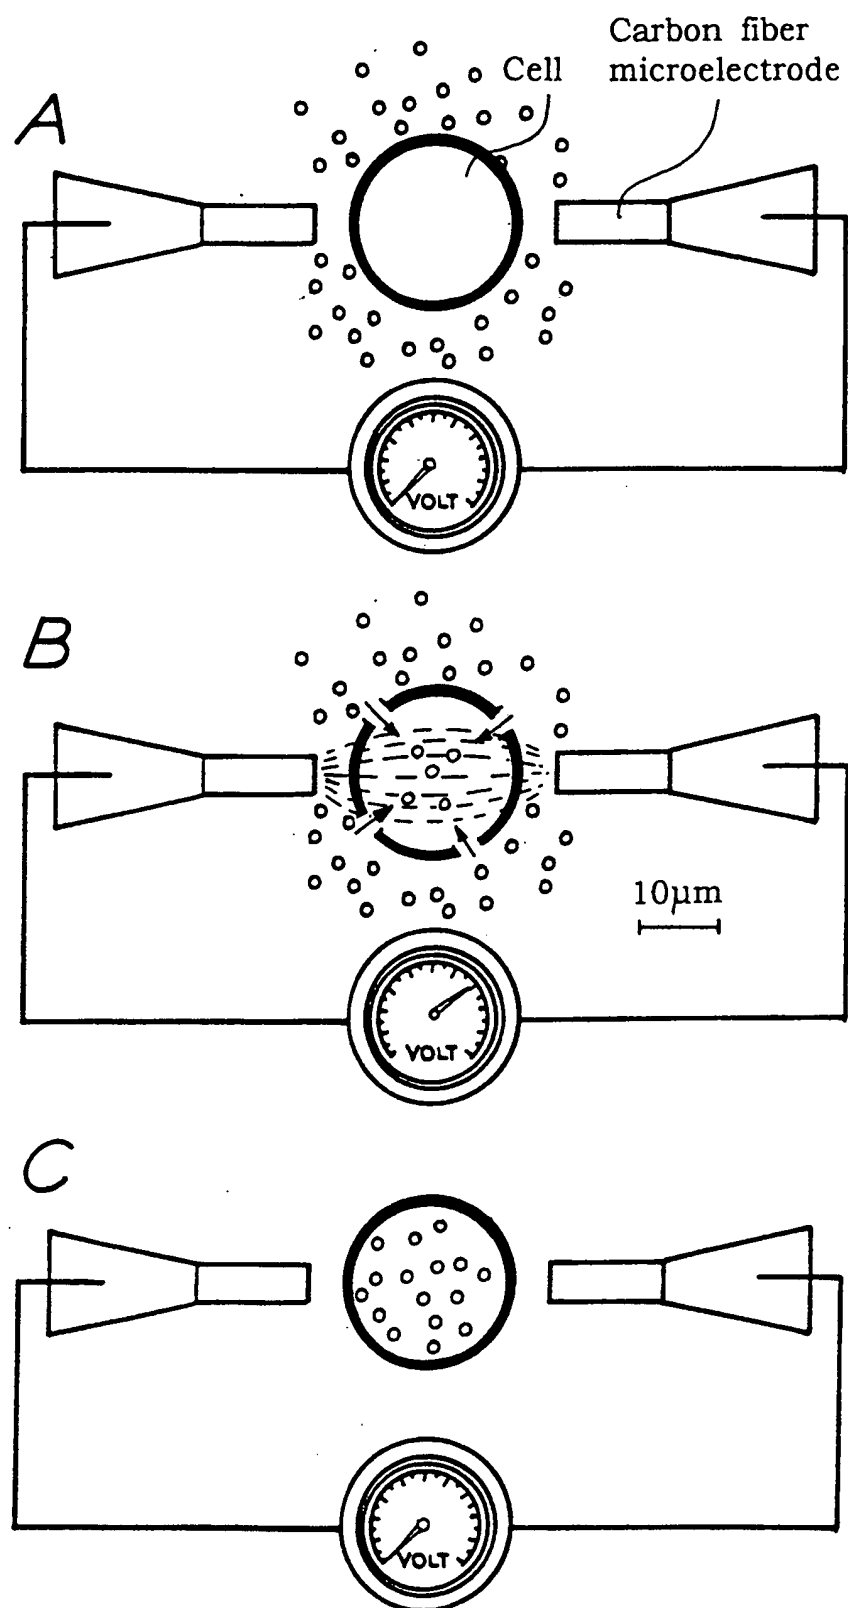 Carbon fiber
microelectrode
Cell
A
VOLT
B
10µm
VOLT
C
VOLT